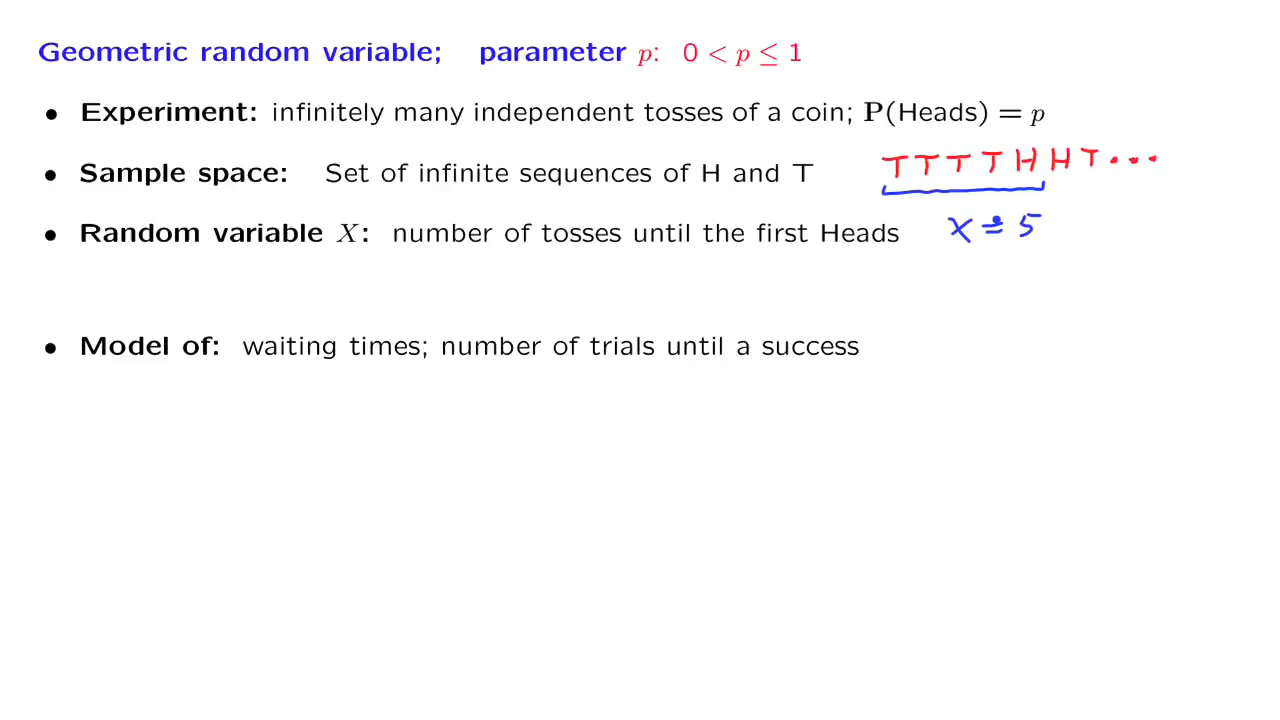 Geometric random variable; parameter p: 0 < p ≤ 1
• Experiment: infinitely many independent tosses of a coin; P(Heads) = p
• Sample space: Set of infinite sequences of H and T TTTTHHT...
• Random variable X: number of tosses until the first Heads X = 5
• Model of: waiting times; number of trials until a success